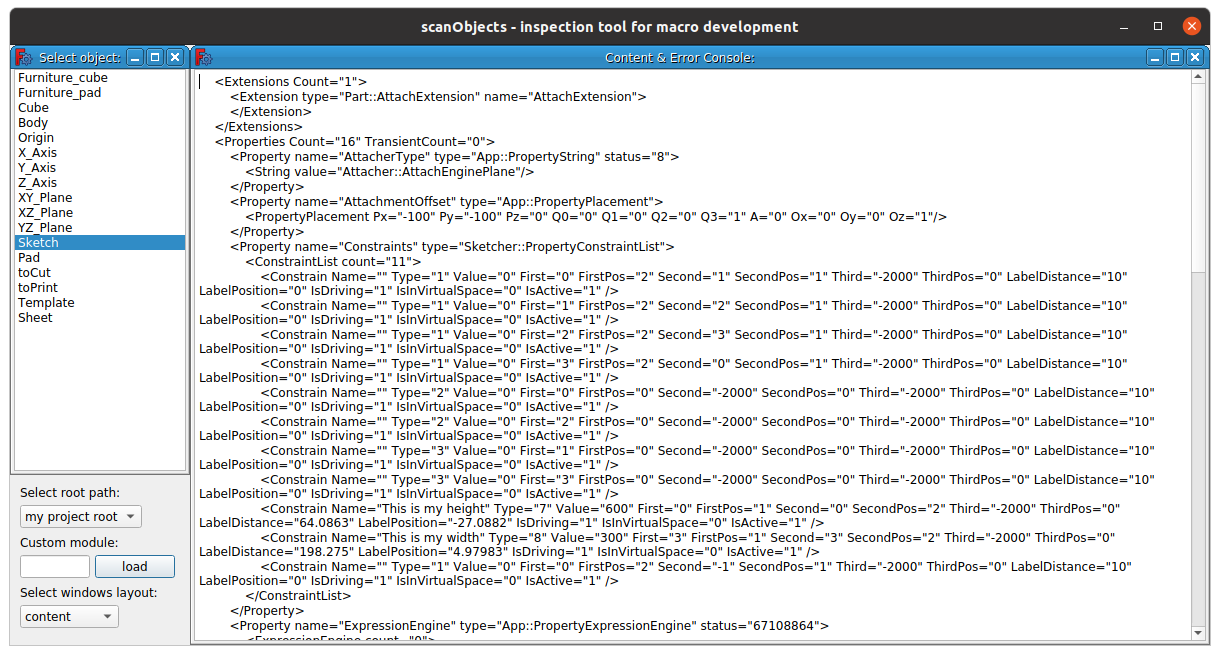 scanObjects - inspection tool for macro development
Select object:
Furniture_cube
Furniture_pad
Cube
Body
Origin
X_Axis
Y_Axis
Z_Axis
XY_Plane
XZ_Plane
YZ_Plane
Sketch
Pad
toCut
toPrint
Template
Sheet
Select root path:
my project root
Custom module:
load
Select windows layout:
content
Content & Error Console:
<Extensions Count="1">
<Extension type="Part::AttachExtension" name="AttachExtension">
</Extension>
</Extensions>
<Properties Count="16" TransientCount="0">
<Property name="AttacherType" type="App::PropertyString" status="8">
<String value="Attacher::AttachEnginePlane"/>
</Property>
<Property name="AttachmentOffset" type="App::PropertyPlacement">
<PropertyPlacement Px="-100" Py="-100" Pz="0" Q0="0" Q1="0" Q2="0" Q3="1" A="0" Ox="0" Oy="0" Oz="1"/>
</Property>
<Property name="Constraints" type="Sketcher::PropertyConstraintList">
<ConstraintList count="11">
<Constrain Name="" Type="1" Value="0" First="0" FirstPos="2" Second="1" SecondPos="1" Third="-2000" ThirdPos="0" LabelDistance="10"
LabelPosition="0" IsDriving="1" IsInVirtualSpace="0" IsActive="1" />
<Constrain Name="" Type="1" Value="0" First="1" FirstPos="2" Second="2" SecondPos="1" Third="-2000" ThirdPos="0" LabelDistance="10"
LabelPosition="0" IsDriving="1" IsInVirtualSpace="0" IsActive="1" />
<Constrain Name="" Type="1" Value="0" First="2" FirstPos="2" Second="3" SecondPos="1" Third="-2000" ThirdPos="0" LabelDistance="10"
LabelPosition="0" IsDriving="1" IsInVirtualSpace="0" IsActive="1" />
<Constrain Name="" Type="1" Value="0" First="3" FirstPos="2" Second="0" SecondPos="1" Third="-2000" ThirdPos="0" LabelDistance="10"
LabelPosition="0" IsDriving="1" IsInVirtualSpace="0" IsActive="1" />
<Constrain Name="" Type="2" Value="0" First="0" FirstPos="0" Second="-2000" SecondPos="0" Third="-2000" ThirdPos="0" LabelDistance="10"
LabelPosition="0" IsDriving="1" IsInVirtualSpace="0" IsActive="1" />
<Constrain Name="" Type="2" Value="0" First="2" FirstPos="0" Second="-2000" SecondPos="0" Third="-2000" ThirdPos="0" LabelDistance="10"
LabelPosition="0" IsDriving="1" IsInVirtualSpace="0" IsActive="1" />
<Constrain Name="" Type="3" Value="0" First="1" FirstPos="0" Second="-2000" SecondPos="0" Third="-2000" ThirdPos="0" LabelDistance="10"
LabelPosition="0" IsDriving="1" IsInVirtualSpace="0" IsActive="1" />
<Constrain Name="" Type="3" Value="0" First="3" FirstPos="0" Second="-2000" SecondPos="0" Third="-2000" ThirdPos="0" LabelDistance="10"
LabelPosition="0" IsDriving="1" IsInVirtualSpace="0" IsActive="1" />
<Constrain Name="This is my height" Type="7" Value="600" First="0" FirstPos="1" Second="0" SecondPos="2" Third="-2000" ThirdPos="0"
LabelDistance="64.0863" LabelPosition="-27.0882" IsDriving="1" IsInVirtualSpace="0" IsActive="1" />
<Constrain Name="This is my width" Type="8" Value="300" First="3" FirstPos="1" Second="3" SecondPos="2" Third="-2000" ThirdPos="0"
LabelDistance="198.275" LabelPosition="4.97983" IsDriving="1" IsInVirtualSpace="0" IsActive="1" />
<Constrain Name="" Type="1" Value="0" First="0" FirstPos="2" Second="-1" SecondPos="1" Third="-2000" ThirdPos="0" LabelDistance="10"
LabelPosition="0" IsDriving="1" IsInVirtualSpace="0" IsActive="1" />
</ConstraintList>
</Property>
<Property name="ExpressionEngine" type="App::PropertyExpressionEngine" status="67108864">
<ExpressionEngine count="0">